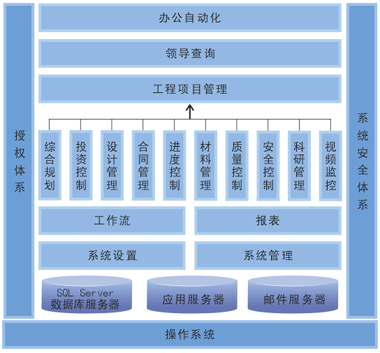 办公自动化
领导查询
工程项目管理
授权体系
系统安全体系
综合规划
投资控制
设计管理
合同管理
进度控制
材料管理
质量控制
安全控制
科研管理
视频监控
工作流
报表
系统设置
系统管理
SQL Server
数据库服务器
应用服务器
邮件服务器
操作系统